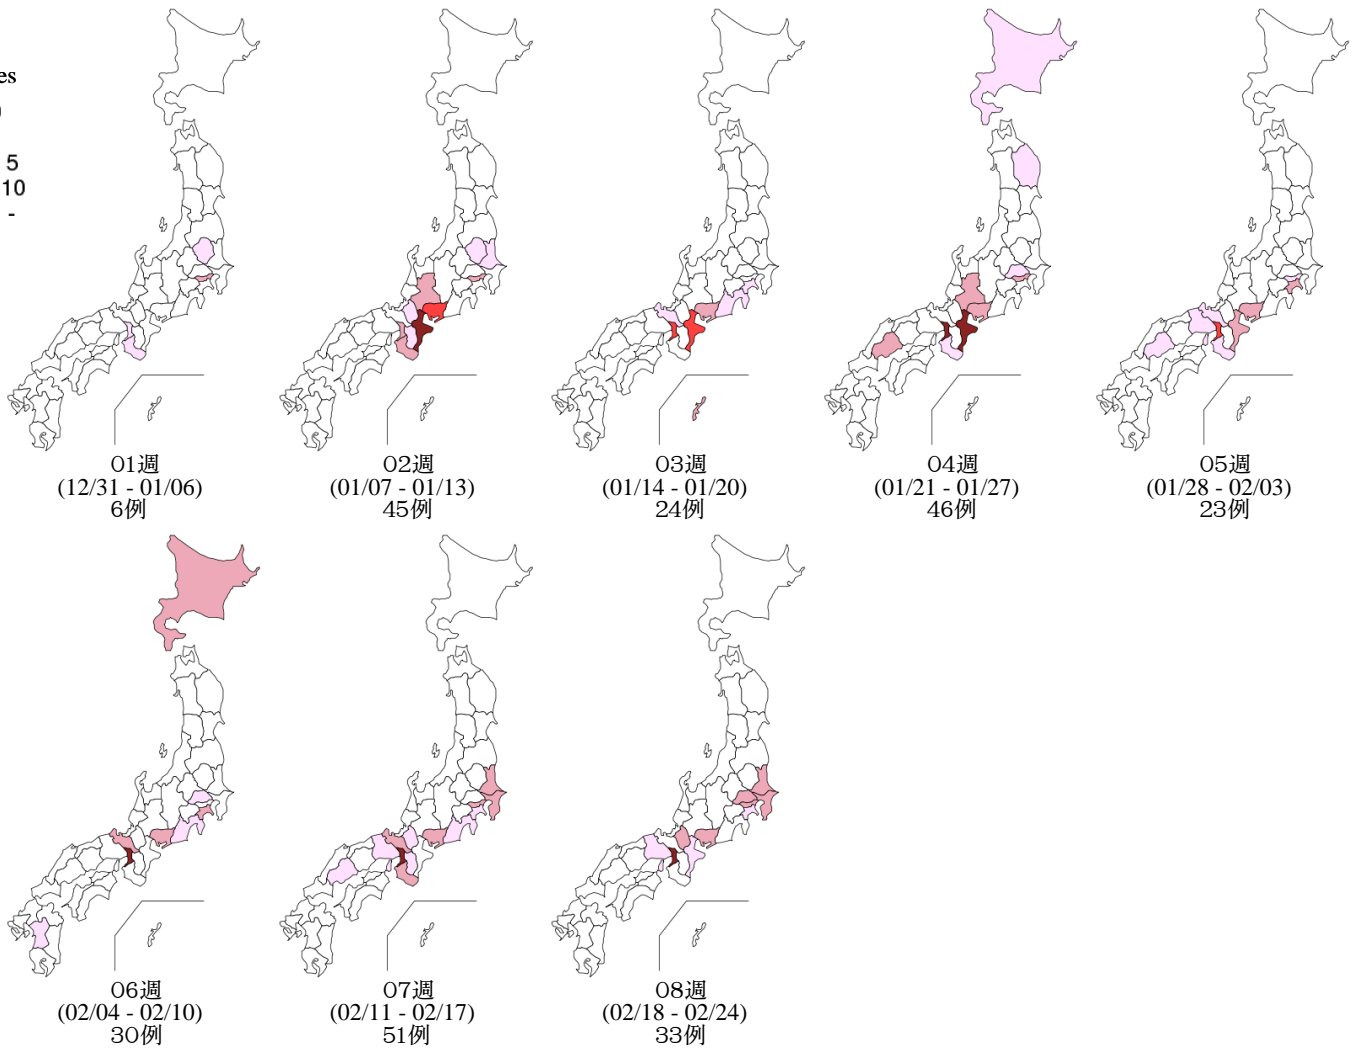 es
5
10
-
01週
(12/31 - 01/06)
6例
02週
(01/07 - 01/13)
45例
03週
(01/14 - 01/20)
24例
04週
(01/21 - 01/27)
46例
05週
(01/28 - 02/03)
23例
06週
(02/04 - 02/10)
30例
07週
(02/11 - 02/17)
51例
08週
(02/18 - 02/24)
33例